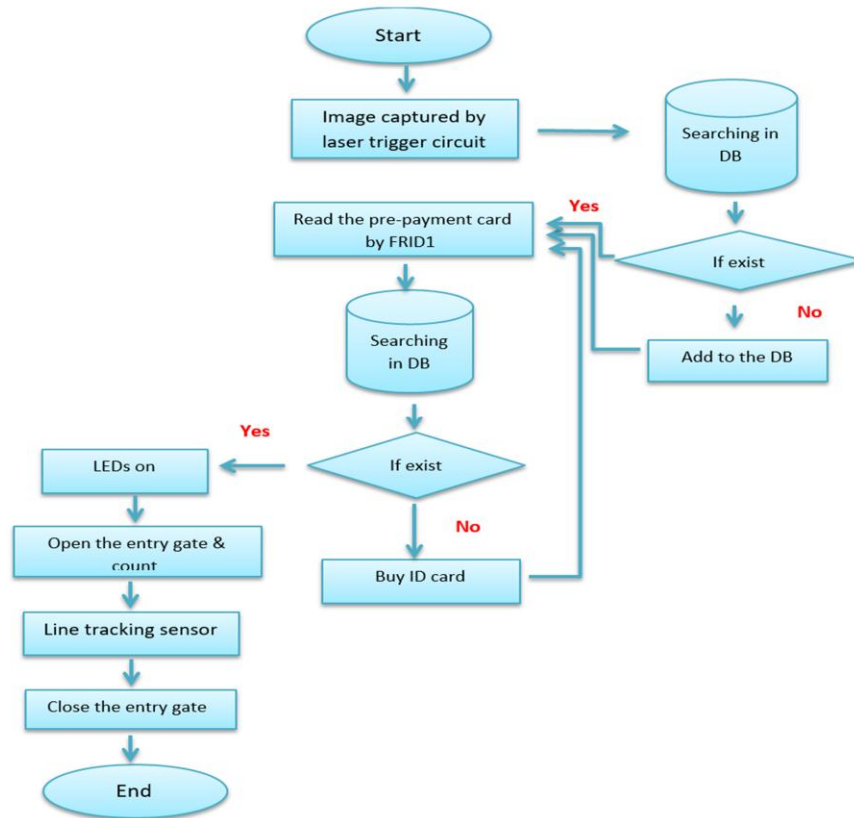 Start
Image captured by
laser trigger circuit
Searching in
DB
Yes
Read the pre-payment card
by FRID1
If exist
No
Add to the DB
Searching
in DB
Yes
LEDs on
If exist
No
Open the entry gate &
count
Buy ID card
Line tracking sensor
Close the entry gate
End